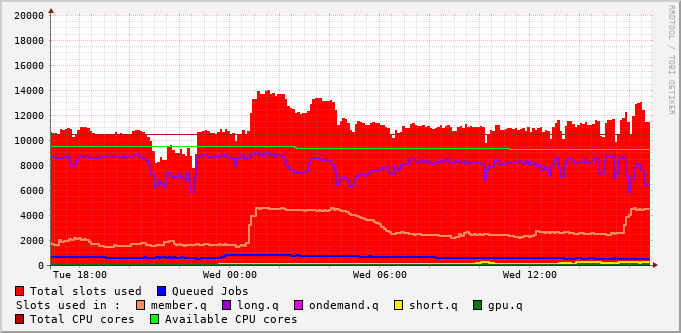 20000
18000
16000
14000
12000
10000
8000
6000
4000
2000
0
Tue 18:00 Wed 00:00 Wed 06:00 Wed 12:00
RRDTOOL / TOBI OETIKER
Total slots used Queued Jobs
Slots used in : member.q long.q ondemand.q short.q gpu.q
Total CPU cores Available CPU cores